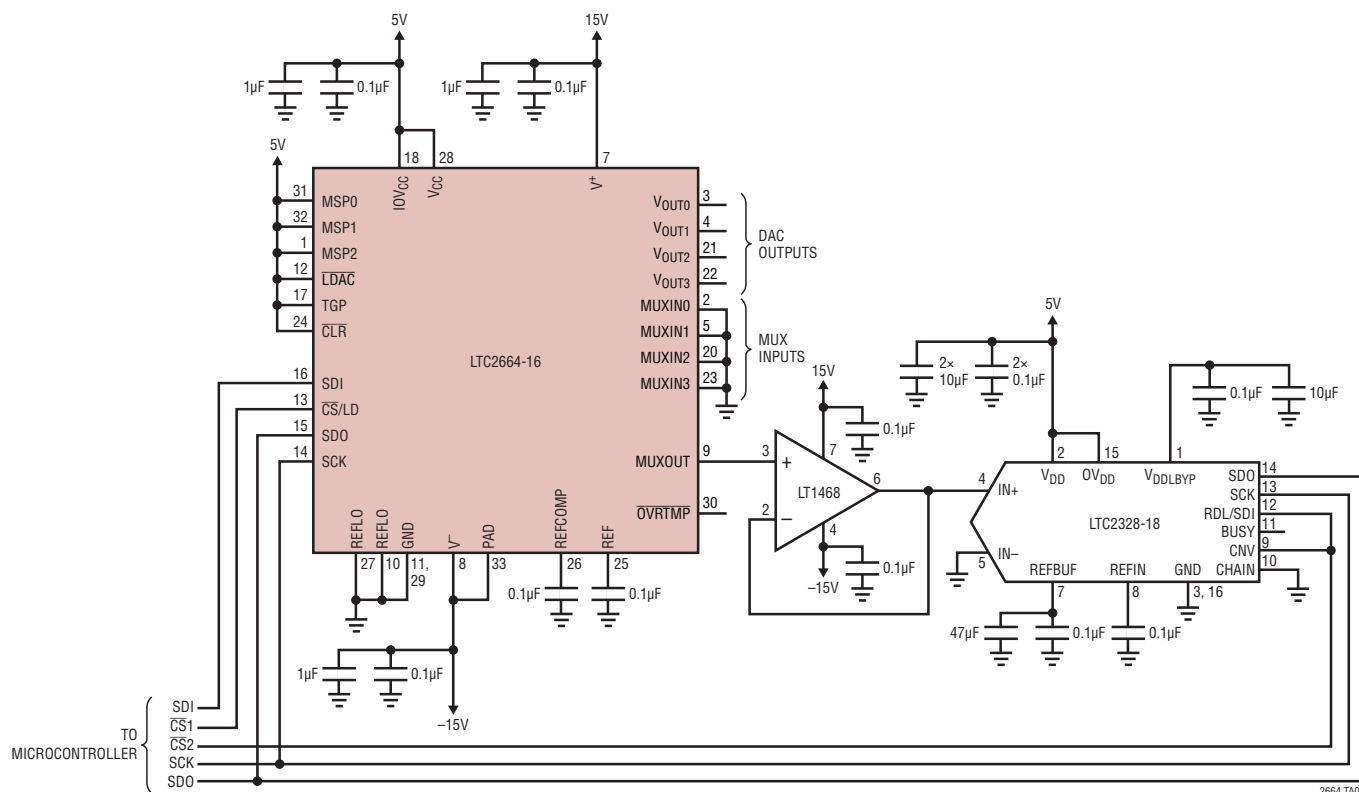 5V
15V
1µF
0.1µF
1µF
0.1µF
5V
18
28
7
IOVCC
VCC
V+
31 MSP0
32 MSP1
1 MSP2
12 LDAC
17 TGP
24 CLR
16 SDI
13 CS/LD
15 SDO
14 SCK
LTC2664-16
VOUT0 3
VOUT1 4
VOUT2 21
VOUT3 22
DAC
OUTPUTS
MUXIN0 2
MUXIN1 5
MUXIN2 20
MUXIN3 23
MUX
INPUTS
MUXOUT 9
OVRTMP 30
REFLO
REFLO
GND
V–
PAD
REFCOMP
REF
27
10
11,
29
8
33
26
25
0.1µF
0.1µF
1µF
0.1µF
–15V
15V
0.1µF
7
3
+
LT1468
6
2
–
4
0.1µF
–15V
5V
2×
10µF
2×
0.1µF
0.1µF
10µF
2
15
1
VDD
OVDD
VDDLBYP
4
IN+
LTC2328-18
IN–
5
SDO 14
SCK 13
RDL/SDI 12
BUSY 11
CNV 9
CHAIN 10
REFBUF
REFIN
GND
7
8
3, 16
47µF
0.1µF
0.1µF
TO
MICROCONTROLLER
SDI
CS1
CS2
SCK
SDO